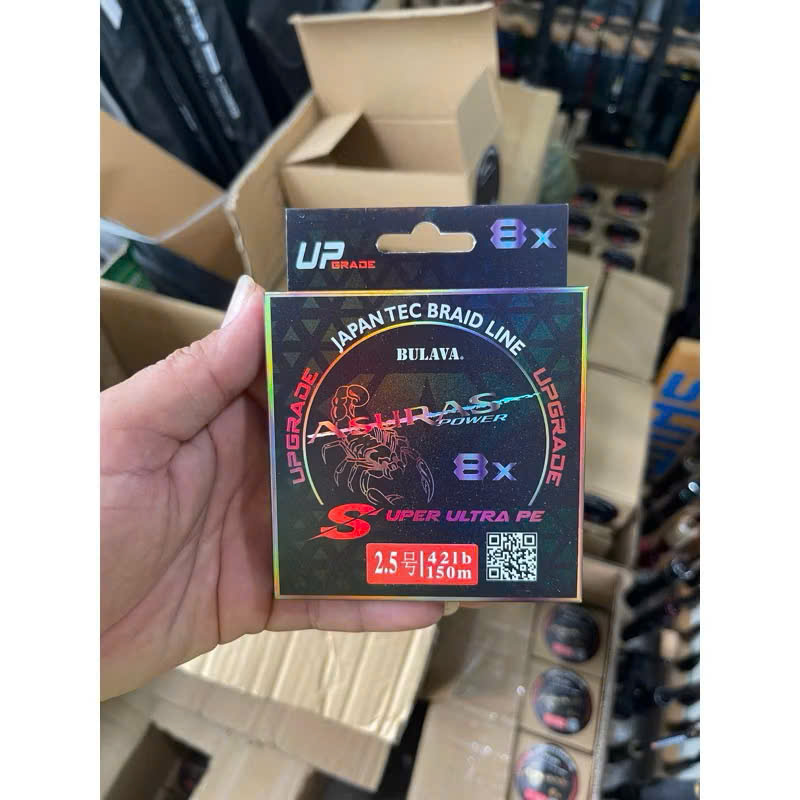 UP
GRADE
8X
JAPAN TEC BRAID LINE
BULAVA®
UPGRADE
UPGRADE
ASURAS
POWER
8X
SUPER ULTRA PE
2.5号
42lb
150m